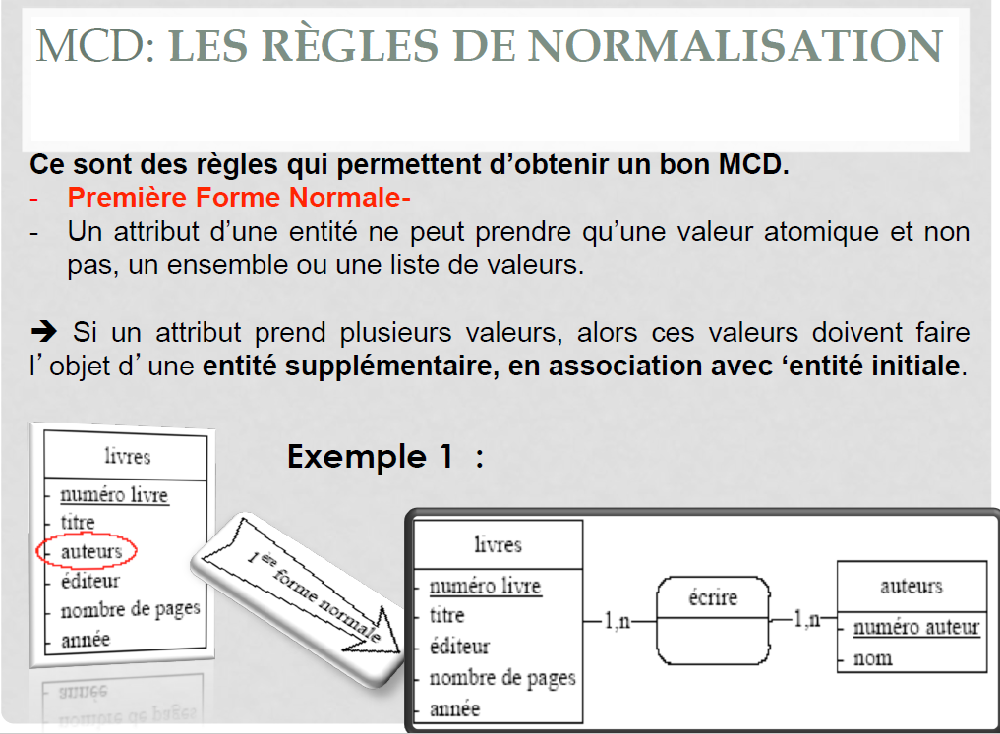 MCD: LES RÈGLES DE NORMALISATION
Ce sont des règles qui permettent d’obtenir un bon MCD.
- Première Forme Normale-
- Un attribut d’une entité ne peut prendre qu’une valeur atomique et non
pas, un ensemble ou une liste de valeurs.
➔ Si un attribut prend plusieurs valeurs, alors ces valeurs doivent faire
l’objet d’une entité supplémentaire, en association avec ‘entité initiale.
Exemple 1 :
livres
- numéro livre
- titre
- auteurs
- éditeur
- nombre de pages
- année
1ère forme normale
livres
- numéro livre
- titre
- éditeur
- nombre de pages
- année
1,n
écrire
1,n
auteurs
- numéro auteur
- nom